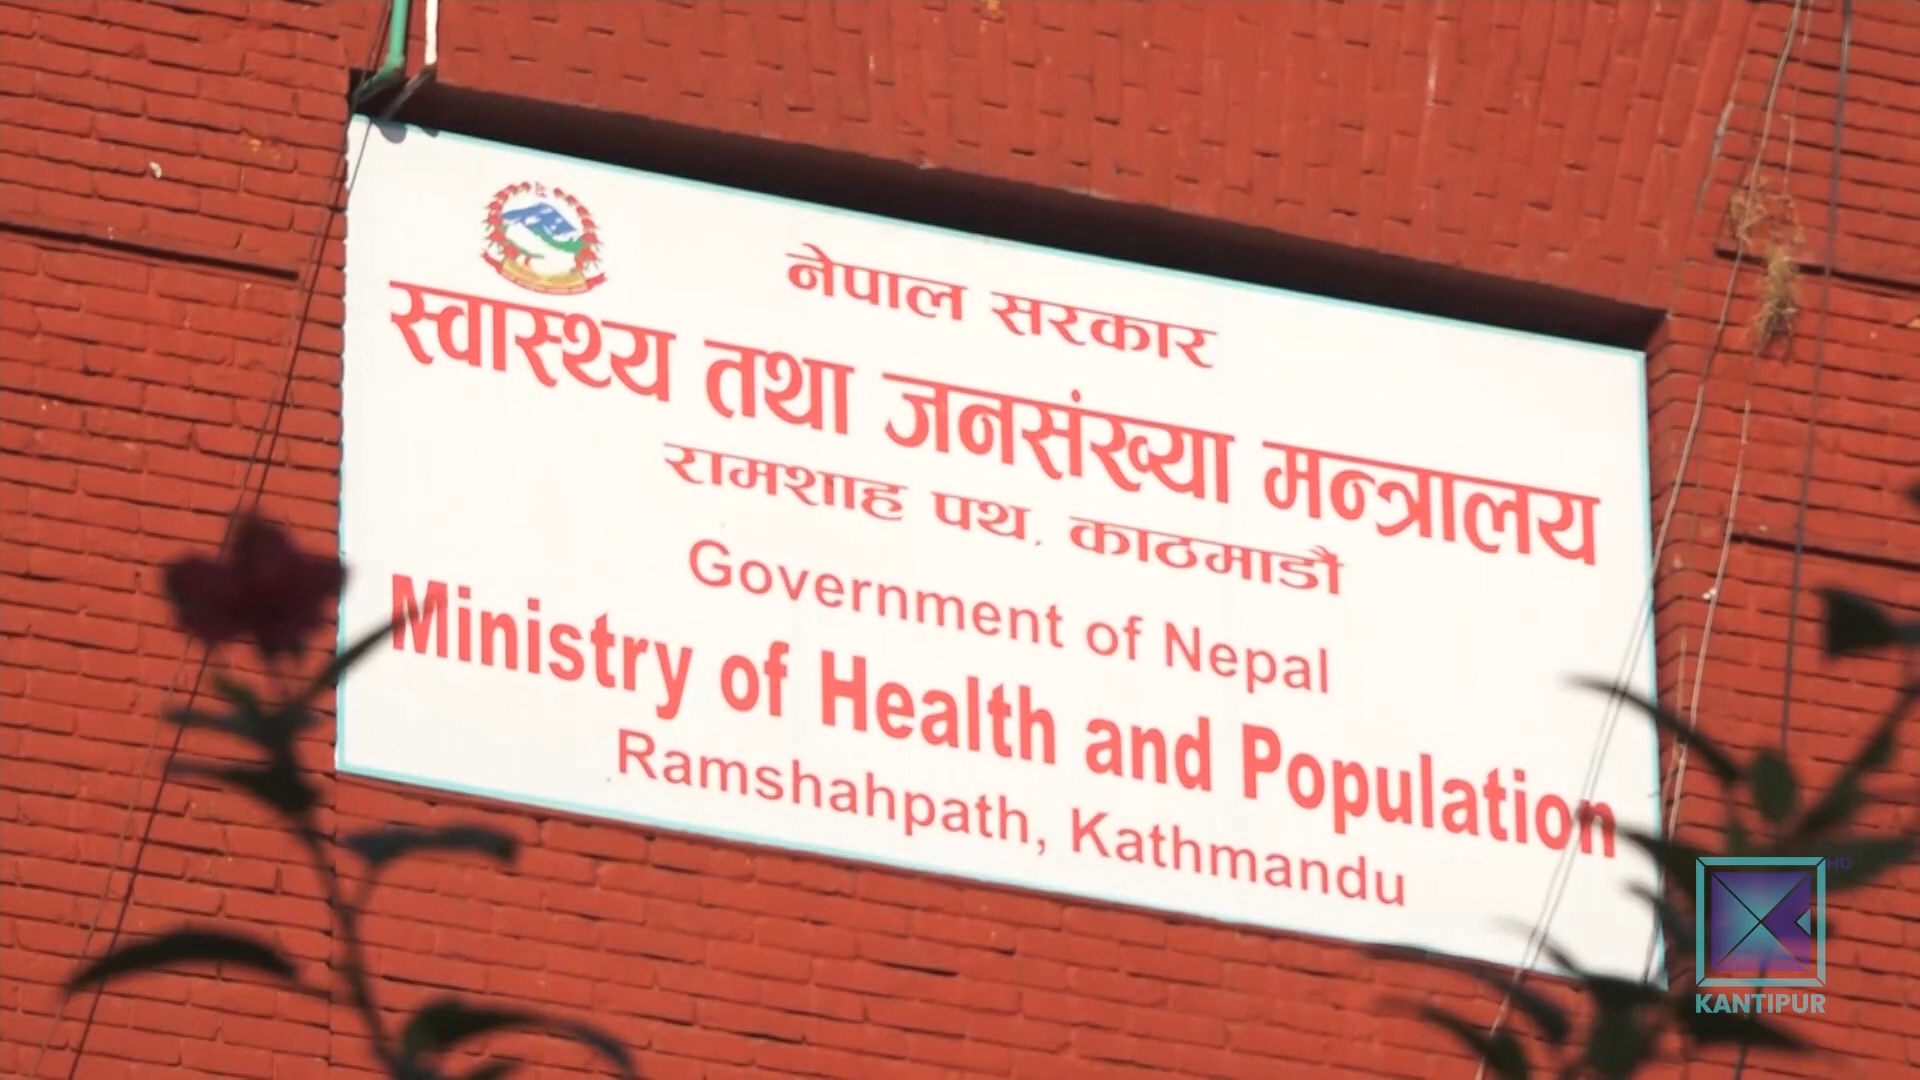 नेपाल सरकार
स्वास्थ्य तथा जनसंख्या मन्त्रालय
रामशाह पथ, काठमाडौं
Government of Nepal
Ministry of Health and Population
Ramshahpath, Kathmandu
HD
KANTIPUR